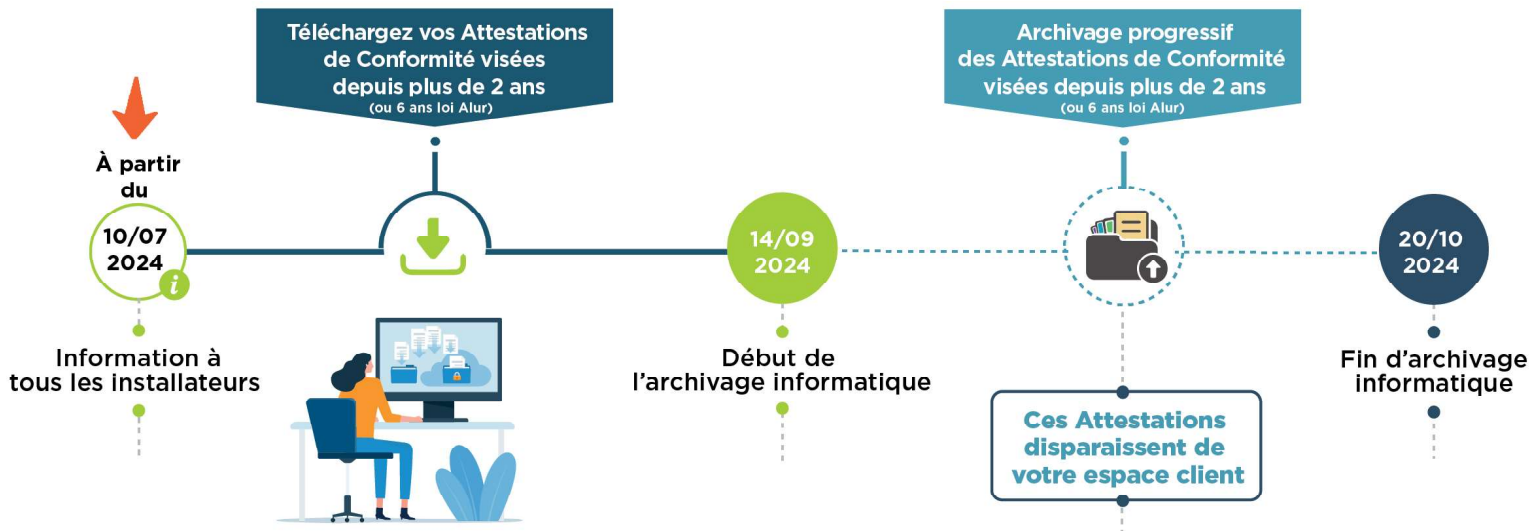 Téléchargez vos Attestations
de Conformité visées
depuis plus de 2 ans
(ou 6 ans loi Alur)
Archivage progressif
des Attestations de Conformité
visées depuis plus de 2 ans
(ou 6 ans loi Alur)
À partir
du
10/07
2024
i
14/09
2024
20/10
2024
Information à
tous les installateurs
Début de
l'archivage informatique
Fin d'archivage
informatique
Ces Attestations
disparaissent de
votre espace client